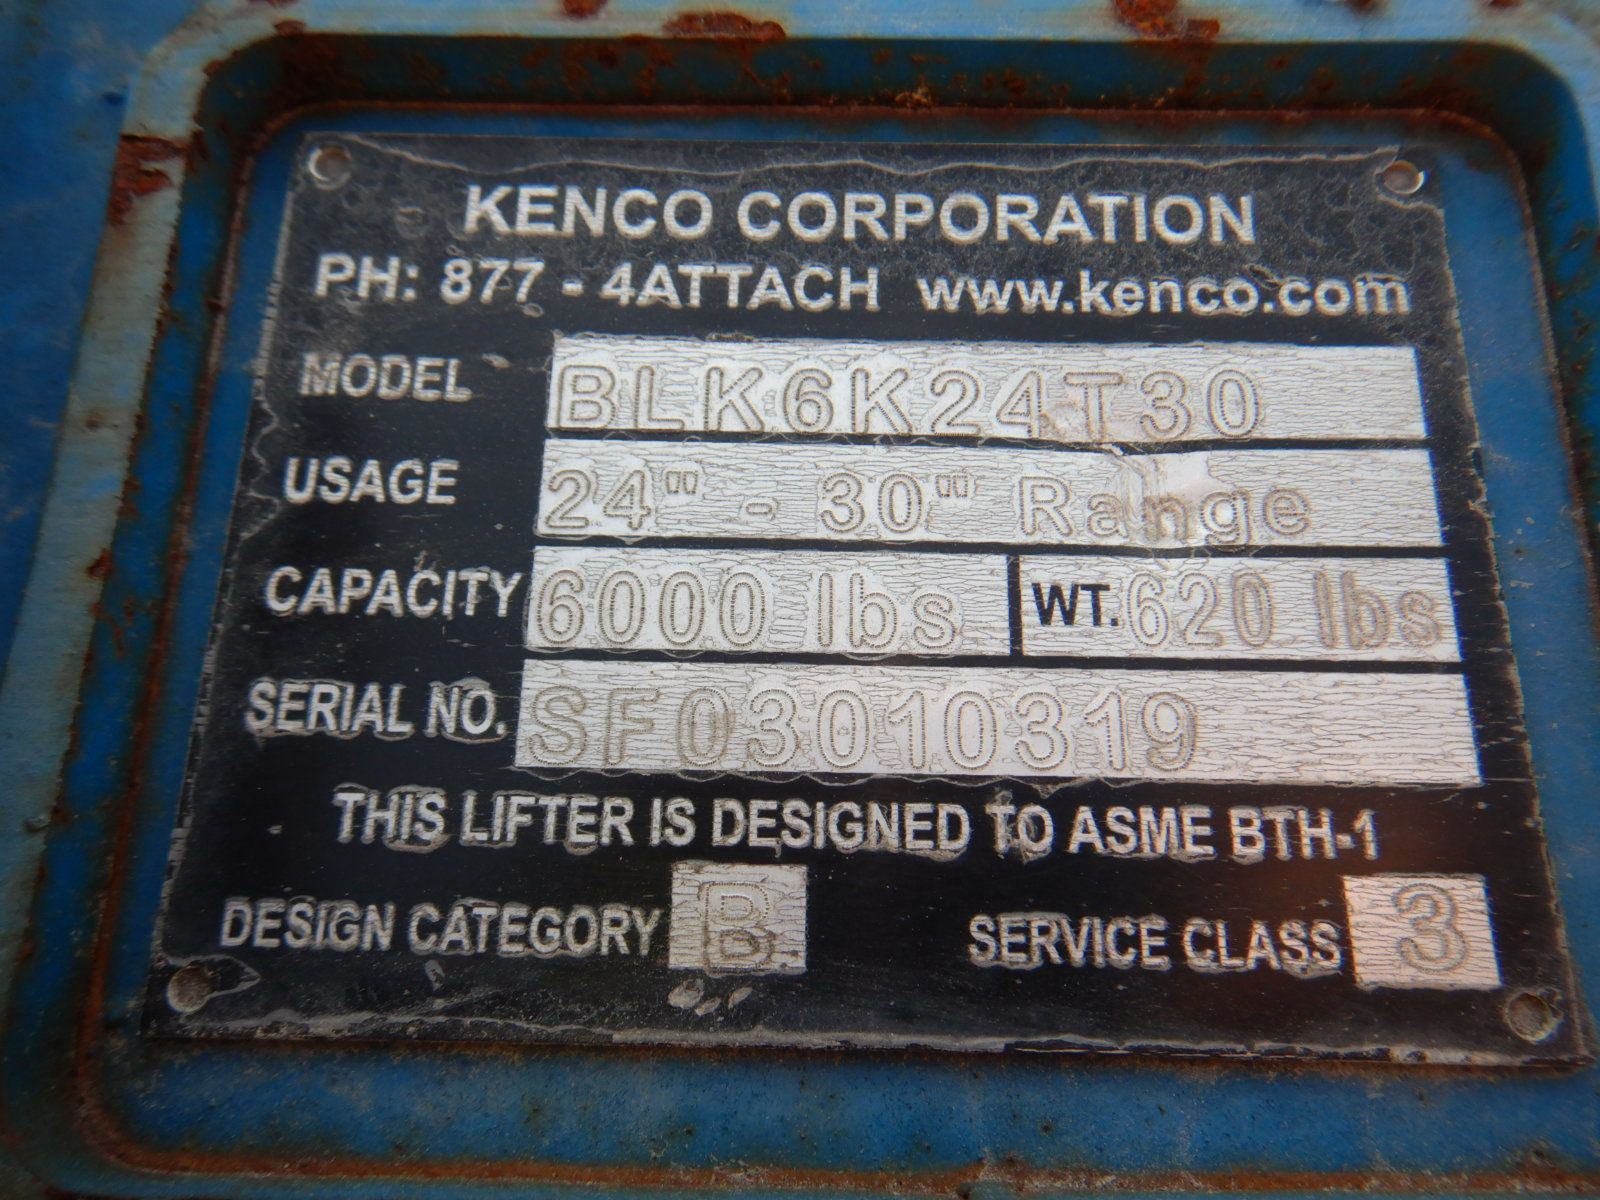 KENCO CORPORATION
PH: 877 - 4ATTACH www.kenco.com
MODEL BLK6K24T30
USAGE 24" - 30" Range
CAPACITY 6000 lbs WT. 620 lbs
SERIAL NO. SF03010319
THIS LIFTER IS DESIGNED TO ASME BTH-1
DESIGN CATEGORY B SERVICE CLASS 3